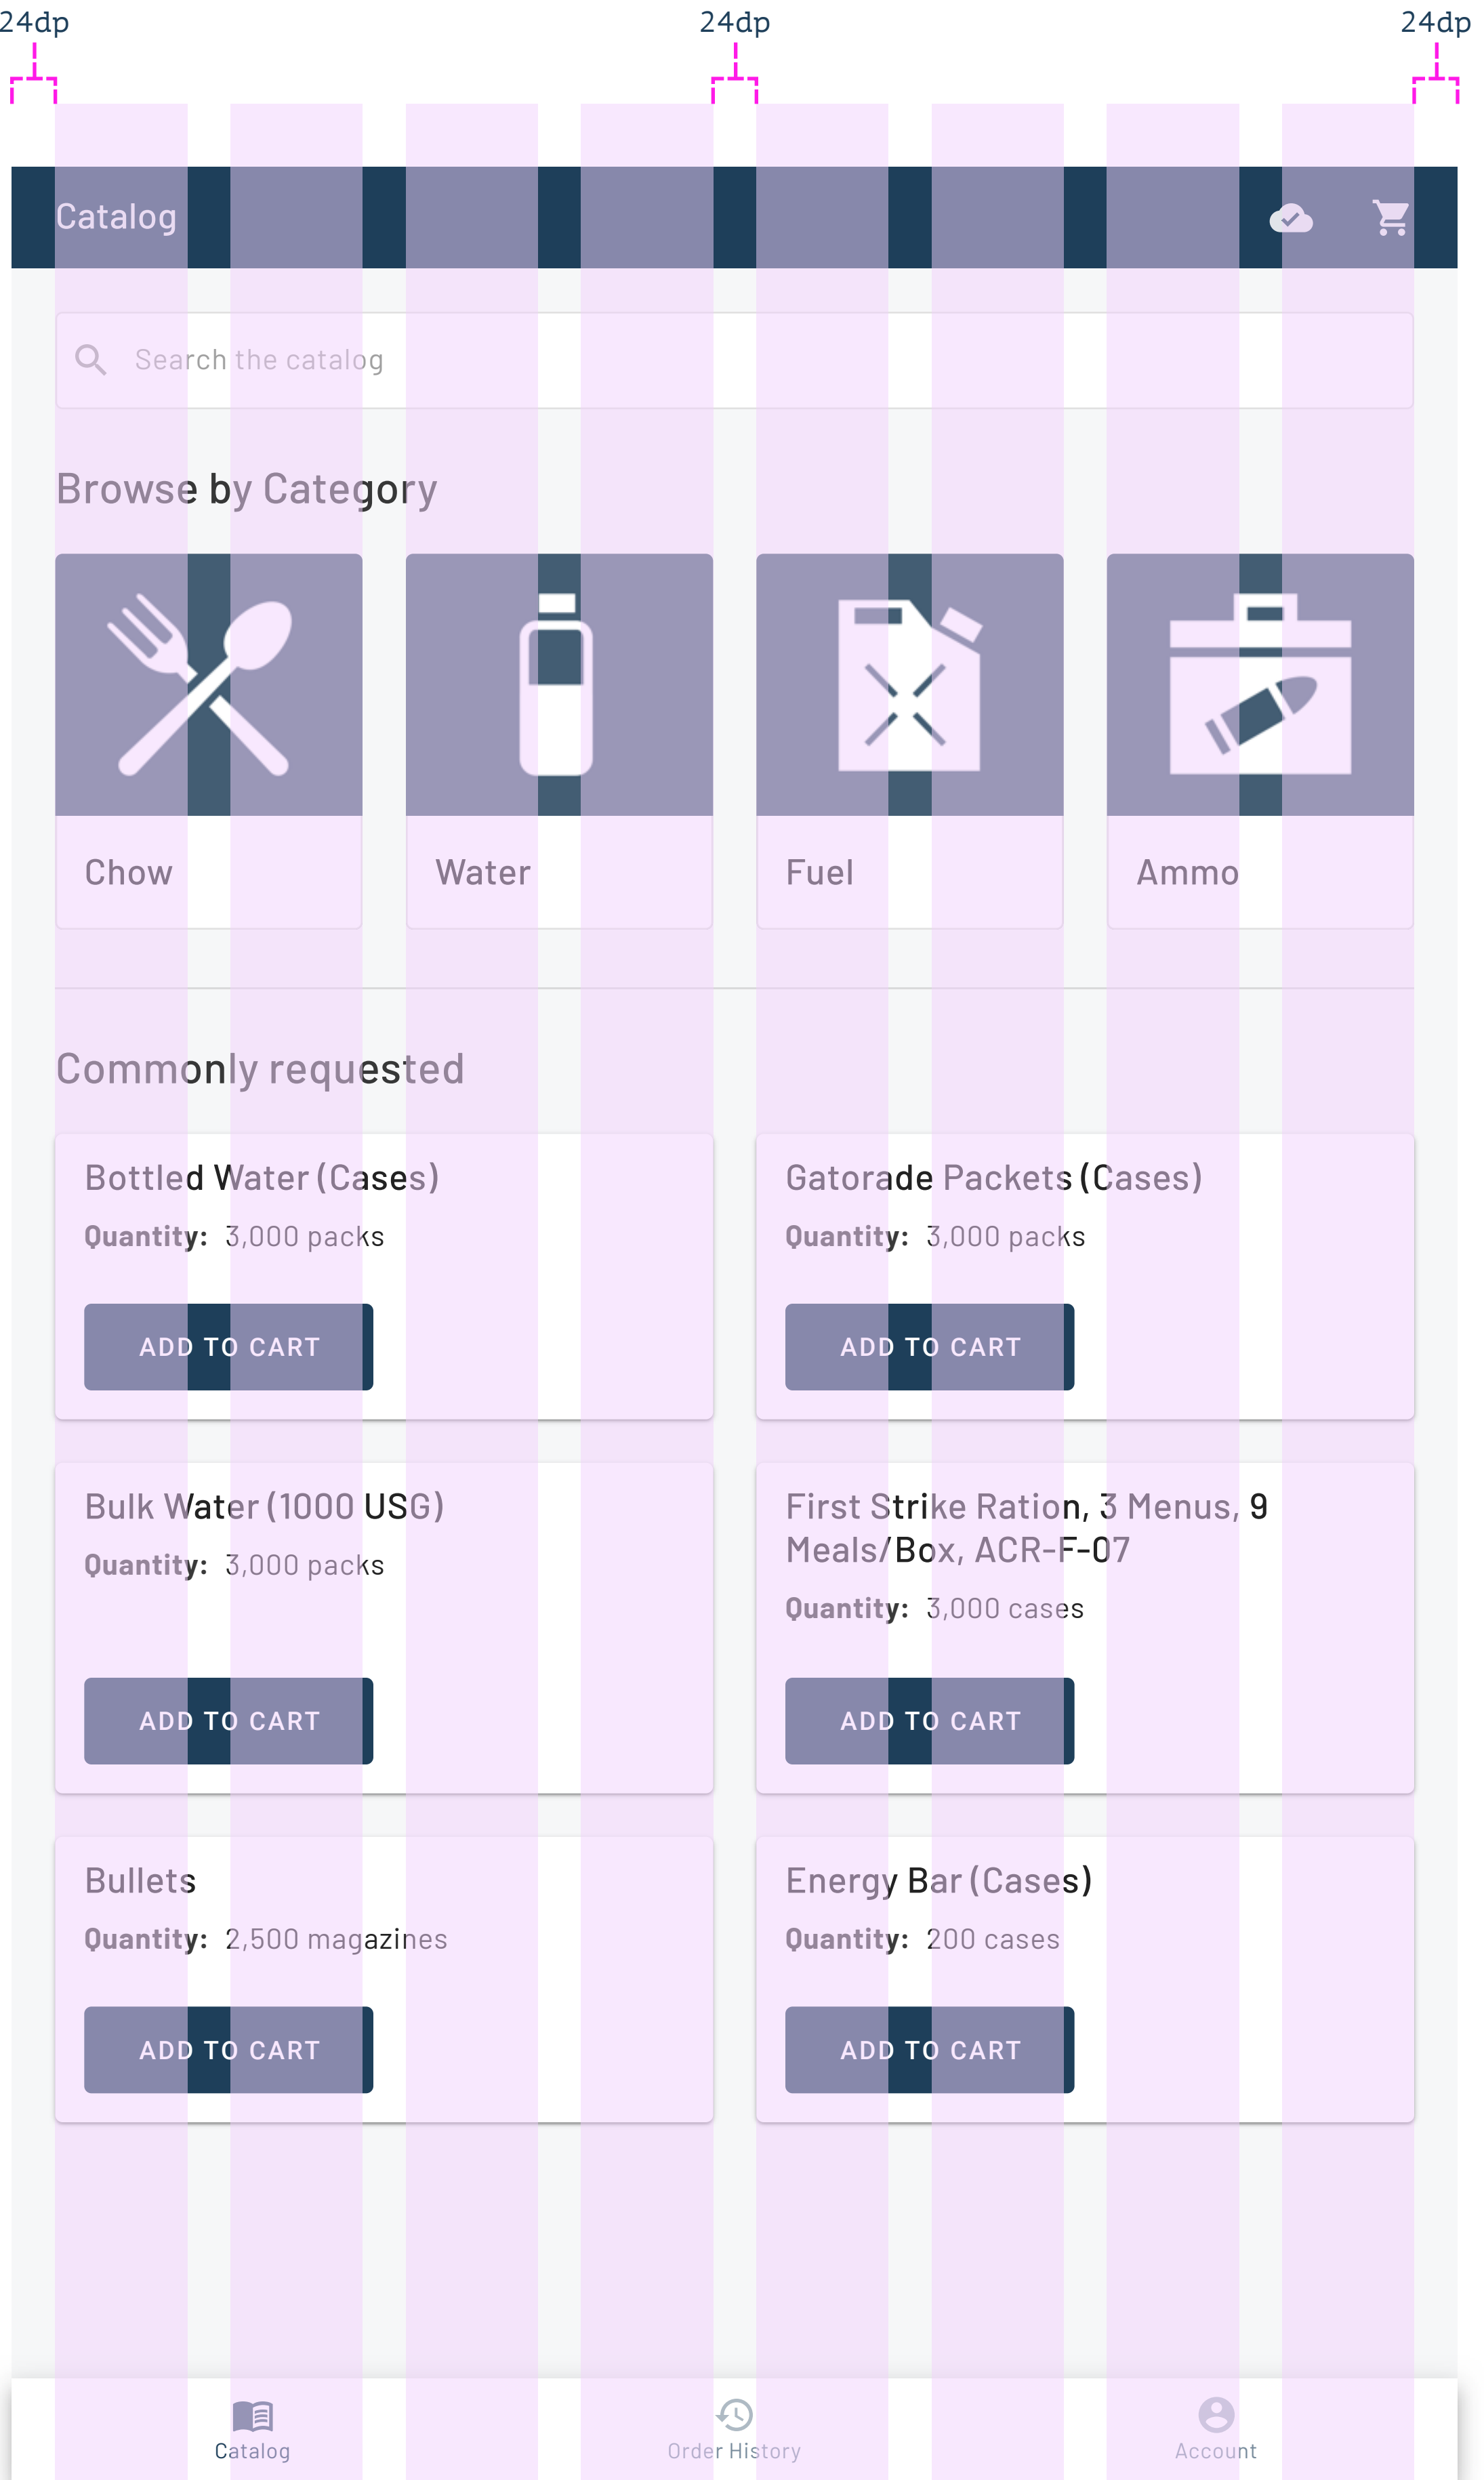 24dp 24dp 24dp
Catalog
Search the catalog
Browse by Category
Chow Water Fuel Ammo
Commonly requested
Bottled Water (Cases)
Quantity: 3,000 packs
ADD TO CART
Gatorade Packets (Cases)
Quantity: 3,000 packs
ADD TO CART
Bulk Water (1000 USG)
Quantity: 3,000 packs
ADD TO CART
First Strike Ration, 3 Menus, 9
Meals/Box, ACR-F-07
Quantity: 3,000 cases
ADD TO CART
Bullets
Quantity: 2,500 magazines
ADD TO CART
Energy Bar (Cases)
Quantity: 200 cases
ADD TO CART
Catalog Order History Account